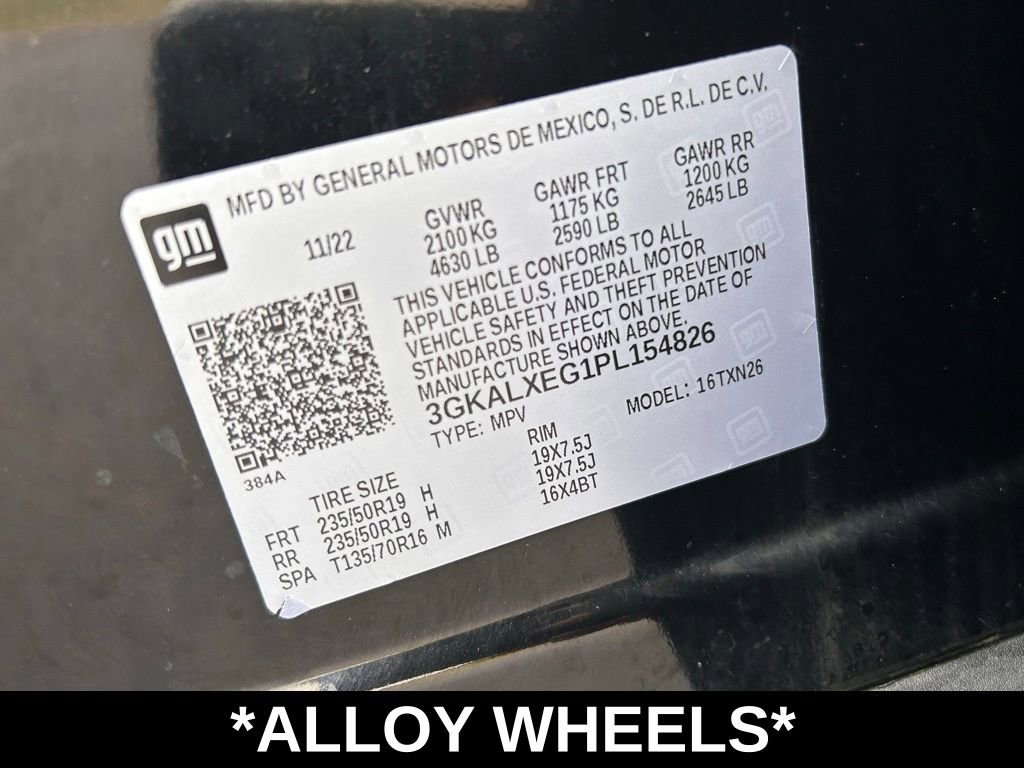 MFD BY GENERAL MOTORS DE MEXICO, S. DE R.L. DE C.V.
gm
11/22
GVWR
2100 KG
4630 LB
GAWR FRT
1175 KG
2590 LB
GAWR RR
1200 KG
2645 LB
THIS VEHICLE CONFORMS TO ALL
APPLICABLE U.S. FEDERAL MOTOR
VEHICLE SAFETY AND THEFT PREVENTION
STANDARDS IN EFFECT ON THE DATE OF
MANUFACTURE SHOWN ABOVE.
3GKALXEG1PL154826
TYPE: MPV
MODEL: 16TXN26
384A
TIRE SIZE
RIM
FRT 235/50R19 H 19X7.5J
RR 235/50R19 H 19X7.5J
SPA T135/70R16 M 16X4BT
*ALLOY WHEELS*